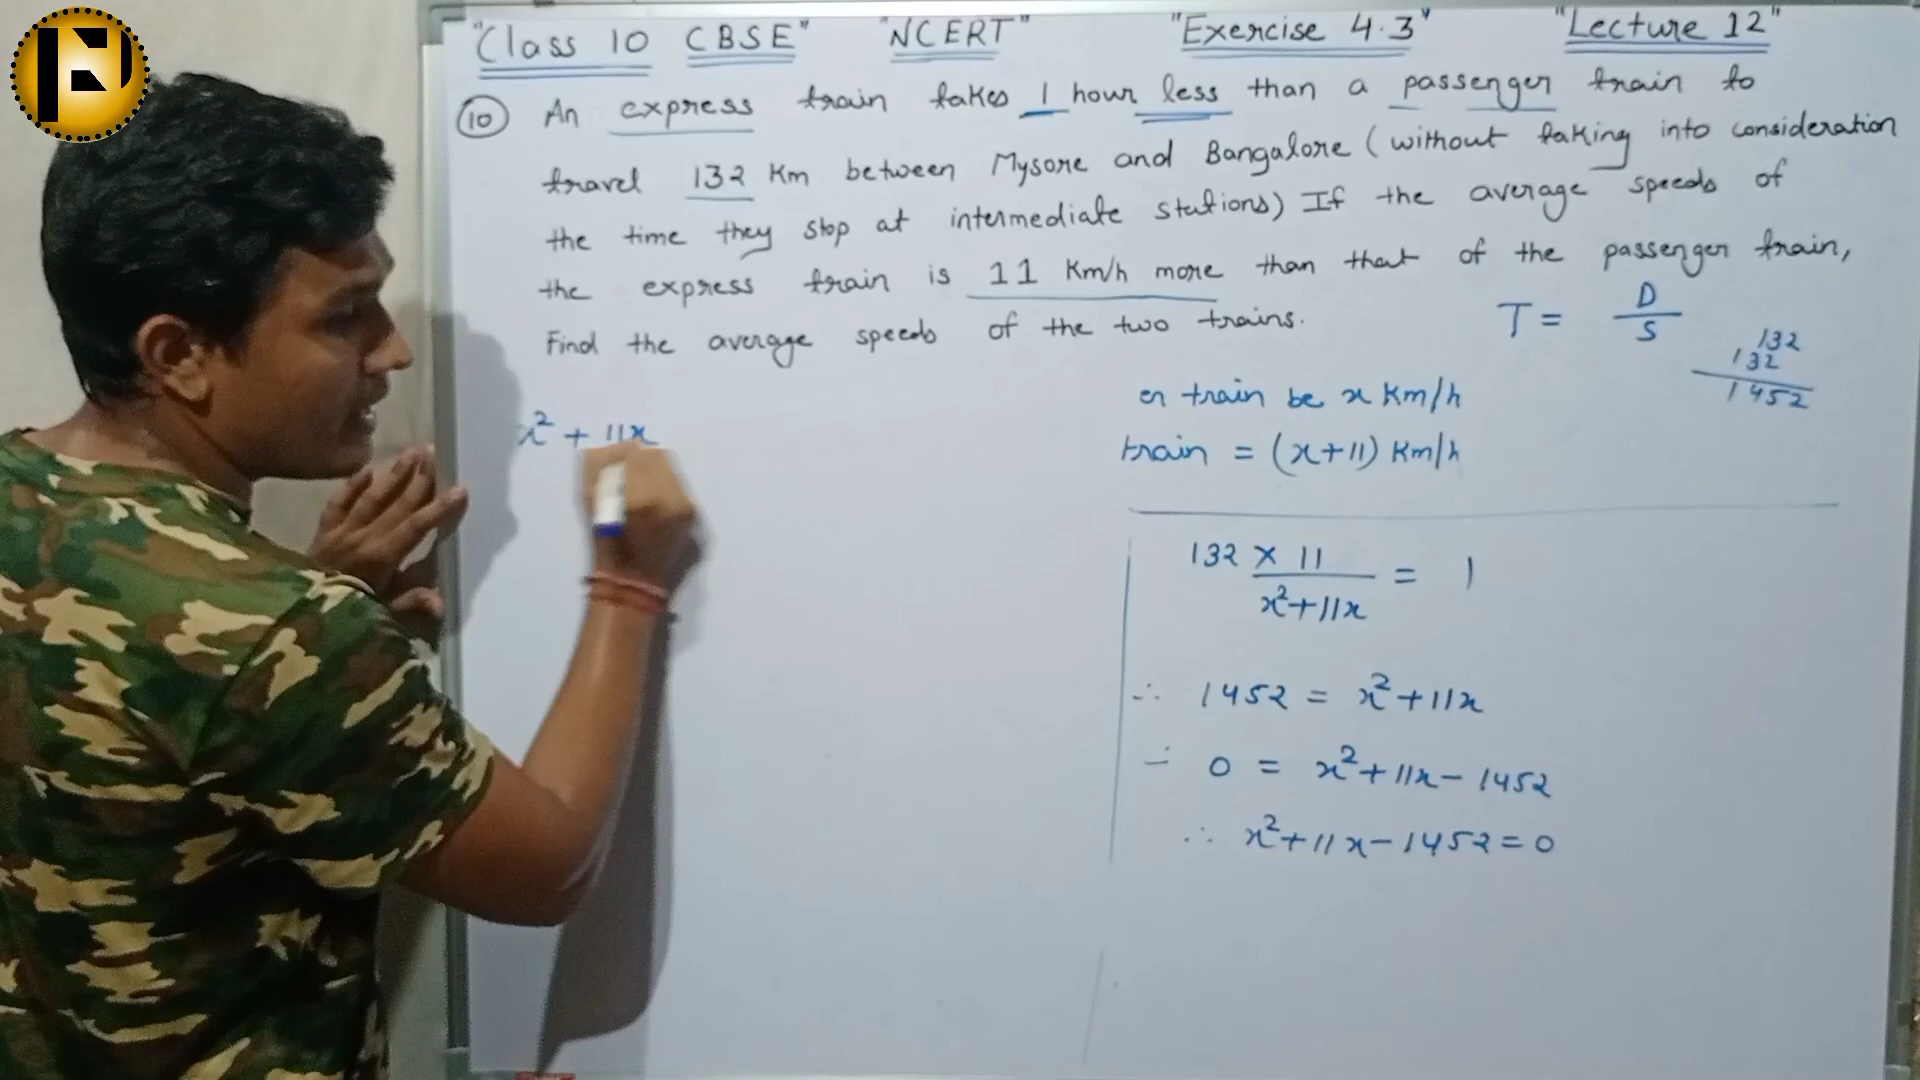 "Class 10 CBSE" "NCERT" "Exercise 4.3" "Lecture 12"
10 An express train takes 1 hour less than a passenger train to
travel 132 Km between Mysore and Bangalore (without taking into consideration
the time they stop at intermediate stations) If the average speeds of
the express train is 11 Km/h more than that of the passenger train,
Find the average speeds of the two trains.
T = D/S
132
132
1452
er train be x Km/h
train = (x+11) Km/h
x² + 11x
132 × 11/x²+11x = 1
∴ 1452 = x²+11x
∴ 0 = x²+11x-1452
∴ x²+11x-1452=0